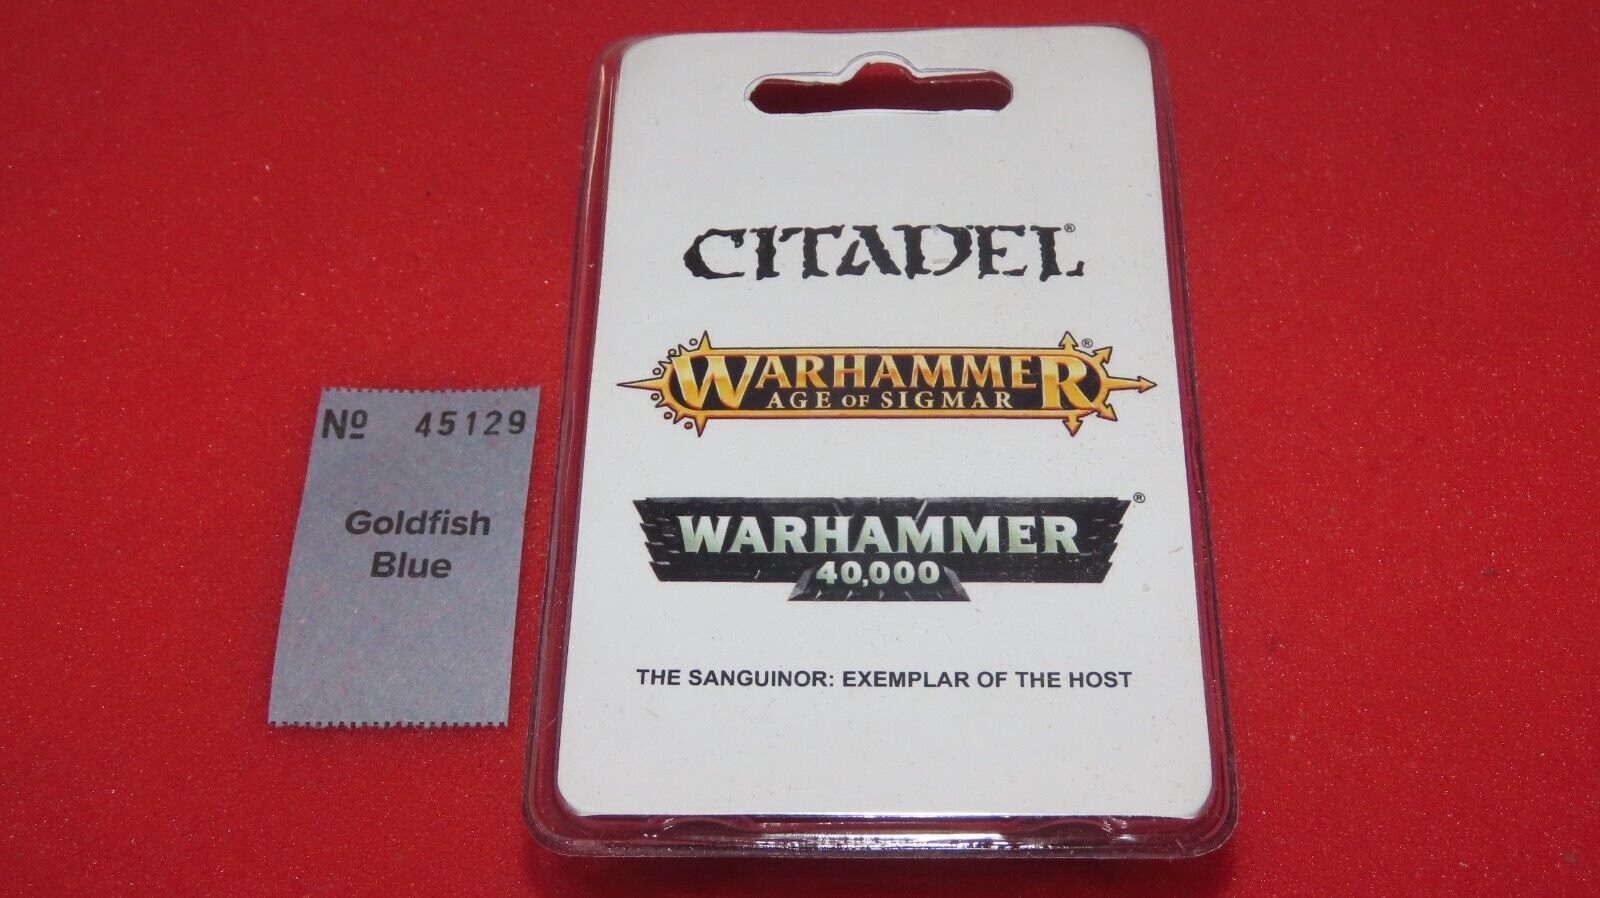 Nº 45129
Goldfish
Blue
CITADEL®
WARHAMMER®
AGE OF SIGMAR
WARHAMMER®
40,000
THE SANGUINOR: EXEMPLAR OF THE HOST